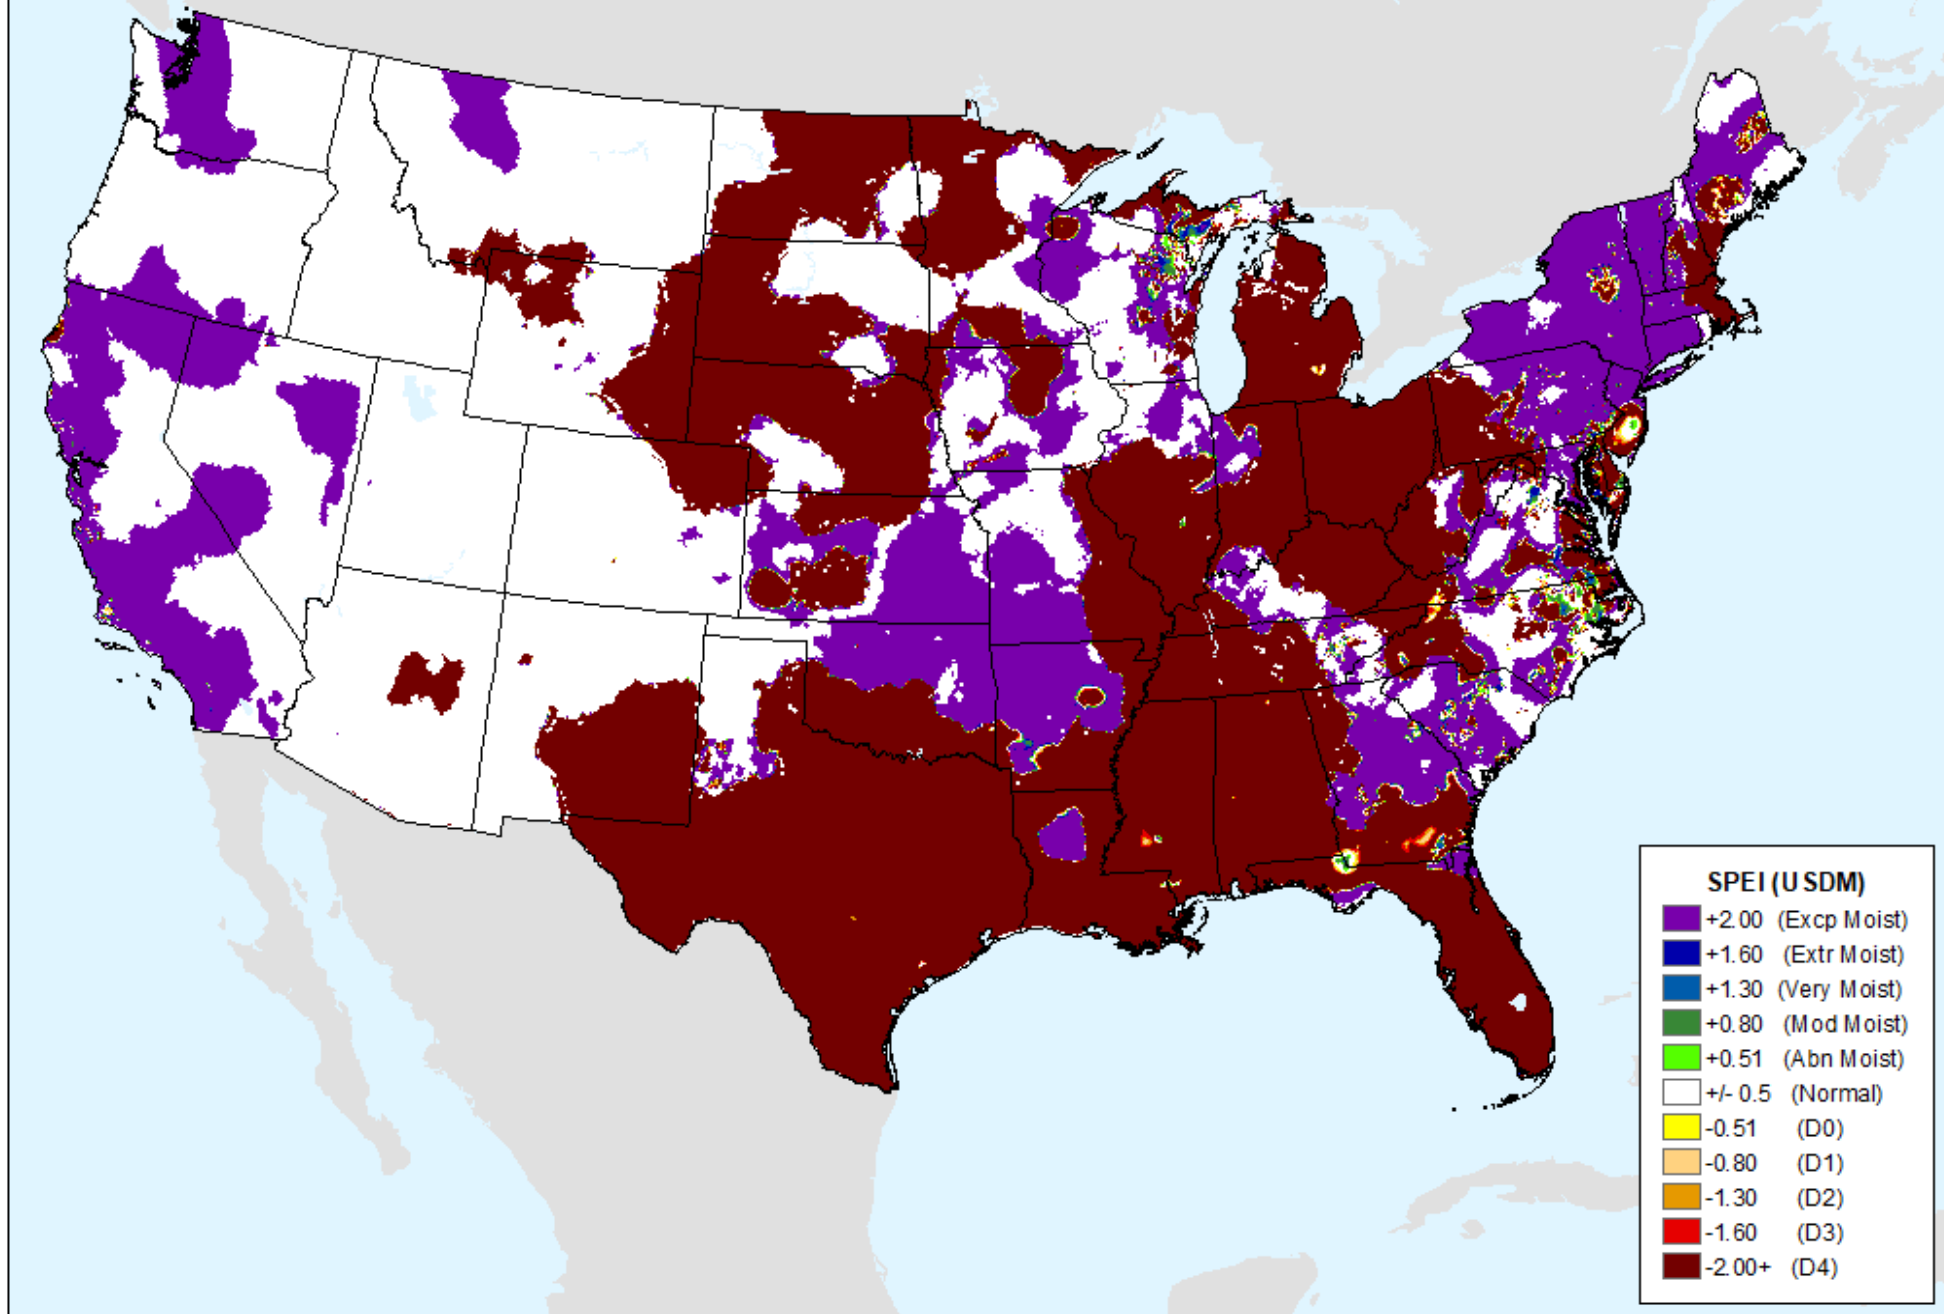 SPEI (USDM)
+2.00 (Excp Moist)
+1.60 (Extr Moist)
+1.30 (Very Moist)
+0.80 (Mod Moist)
+0.51 (Abn Moist)
+/- 0.5 (Normal)
-0.51 (D0)
-0.80 (D1)
-1.30 (D2)
-1.60 (D3)
-2.00+ (D4)